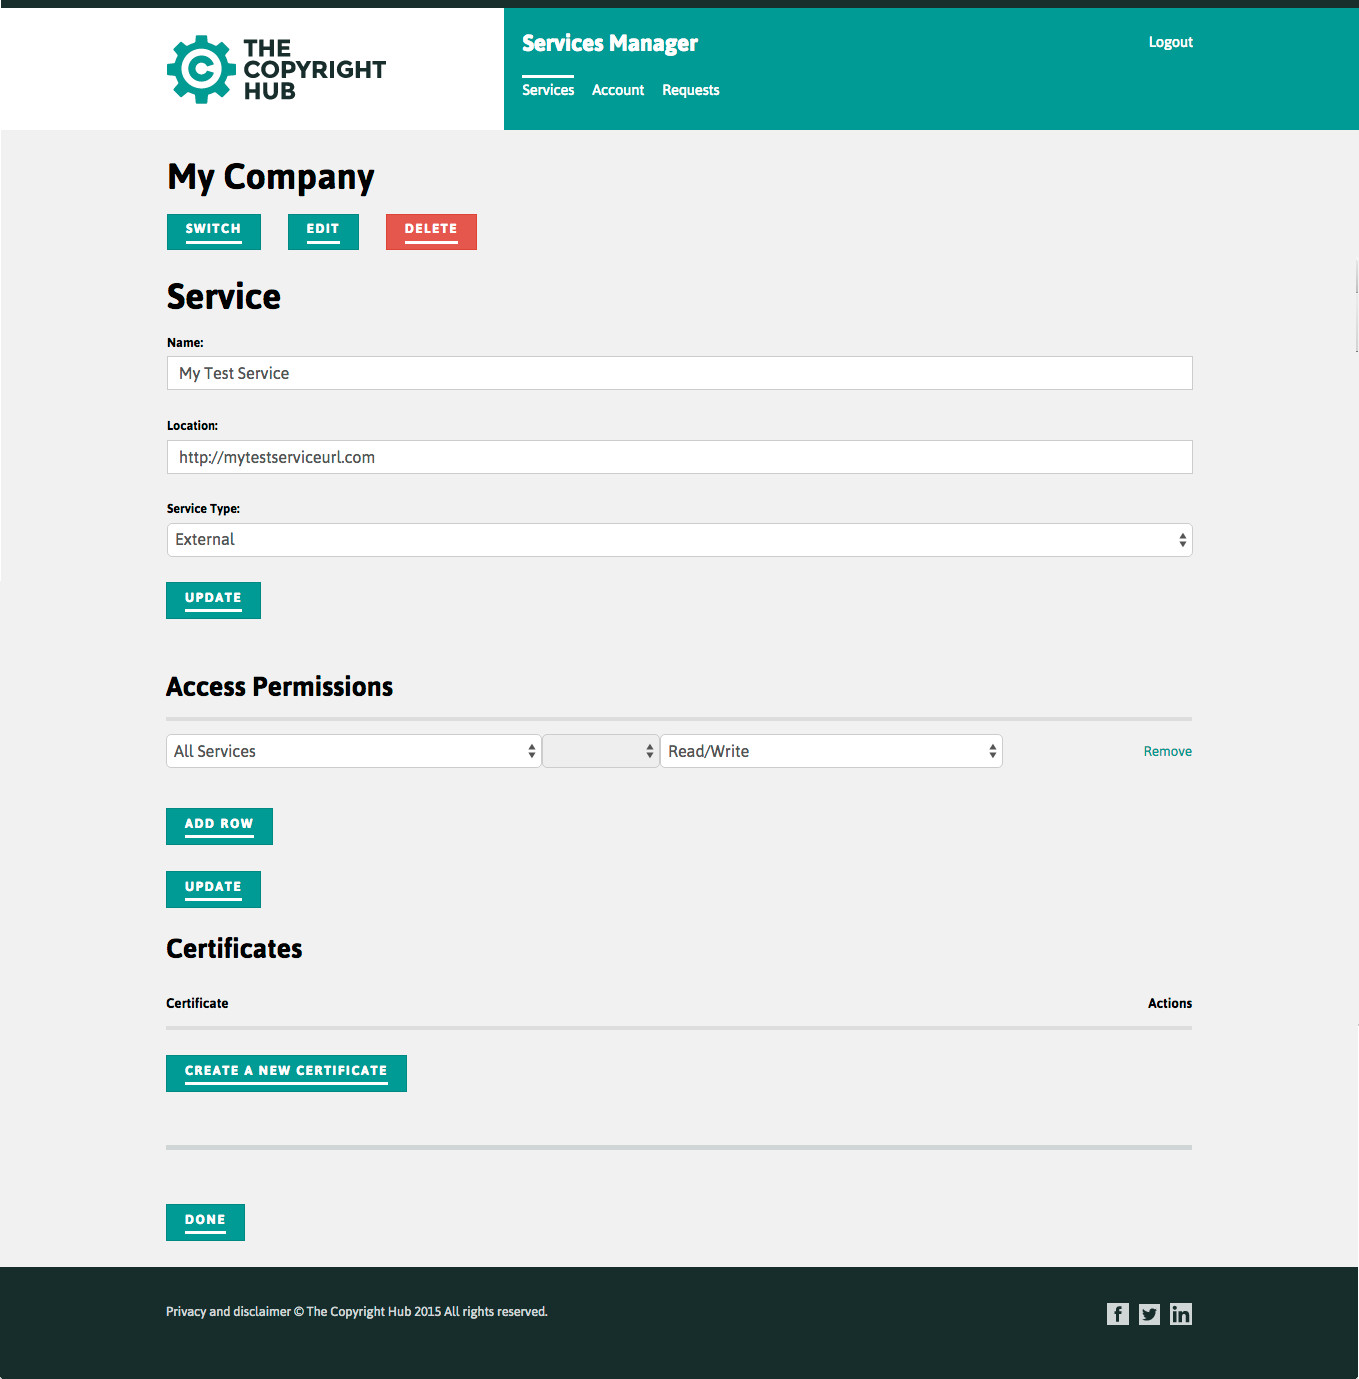 THE
COPYRIGHT
HUB
Services Manager
Logout
Services Account Requests
My Company
SWITCH EDIT DELETE
Service
Name:
My Test Service
Location:
http://mytestserviceurl.com
Service Type:
External
UPDATE
Access Permissions
All Services Read/Write Remove
ADD ROW
UPDATE
Certificates
Certificate Actions
CREATE A NEW CERTIFICATE
DONE
Privacy and disclaimer © The Copyright Hub 2015 All rights reserved.